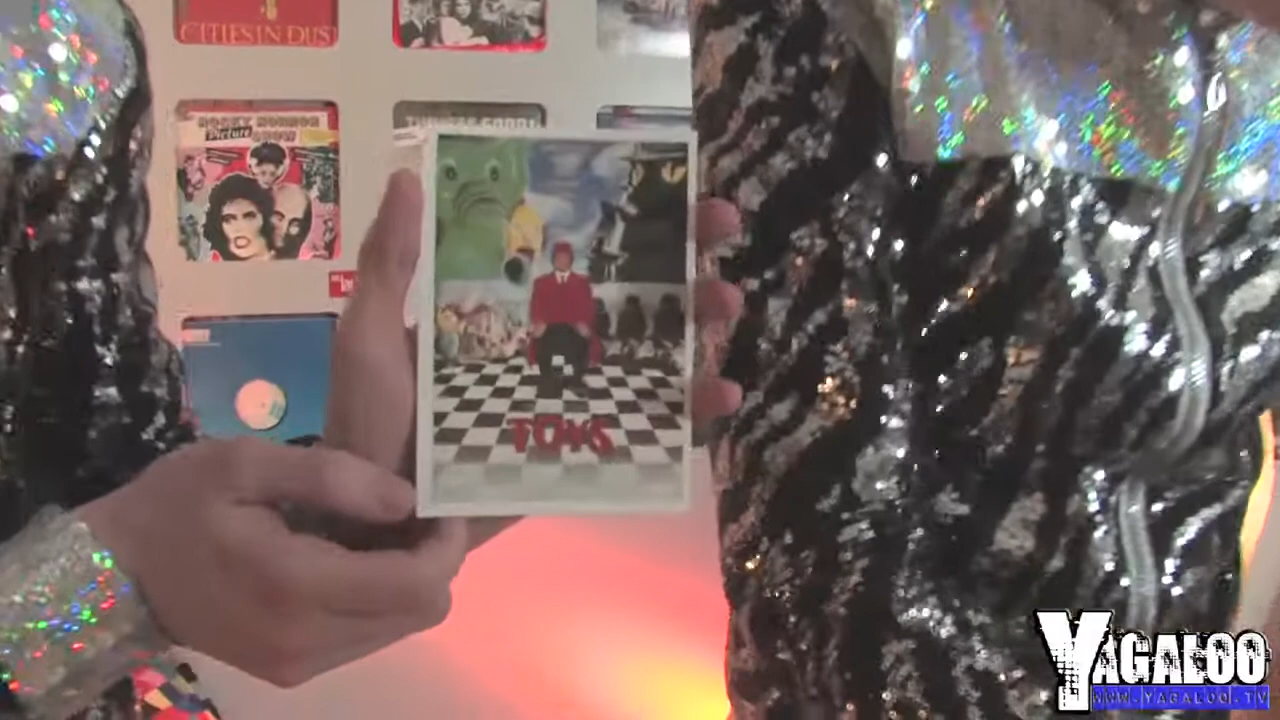 CITIES IN DUST
ROCKY HORROR
Picture SHOW
TOYS
YAGALOO
WWW.YAGALOO.TV